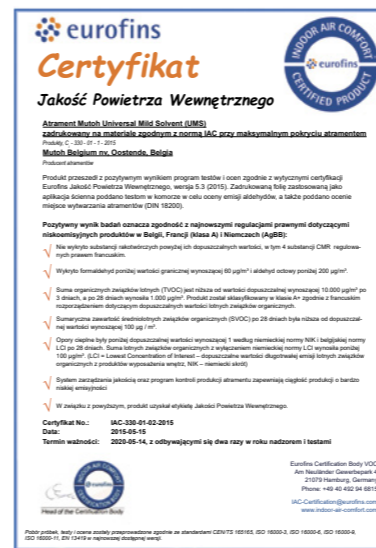 eurofins
INDOOR AIR COMFORT
eurofins
CERTIFIED PRODUCT
Certyfikat
Jakość Powietrza Wewnętrznego
Atrament Mutoh Universal Mild Solvent (UMS)
zadrukowany na materiale zgodnym z normą IAC przy maksymalnym pokryciu atramentem
Produkty, C - 330 - 01 - 1 - 2015
Mutoh Belgium nv, Oostende, Belgia
Producent atramentów
Produkt przeszedł z pozytywnym wynikiem program testów i ocen zgodnie z wytycznymi certyfikacji
Eurofins Jakość Powietrza Wewnętrznego, wersja 5.3 (2015). Zadrukowaną folię zastosowaną jako
aplikacja ścienna poddano testom w komorze w celu oceny emisji aldehydów, a także poddano ocenie
miejsce wytwarzania atramentów (DIN 18200).
Pozytywny wynik badań oznacza zgodność z najnowszymi regulacjami prawnymi dotyczącymi
niskoemisyjnych produktów w Belgii, Francji (klasa A) i Niemczech (AgBB):
√ Nie wykryto substancji rakotwórczych powyżej ich dopuszczalnych wartości, w tym 4 substancji CMR regulowa-
nych prawem francuskim.
√ Wykryto formaldehyd poniżej wartości granicznej wynoszącej 60 µg/m³ i aldehyd octowy poniżej 200 µg/m³.
√ Suma organicznych związków lotnych (TVOC) jest niższa od wartości dopuszczalnej wynoszącej 10.000 µg/m³ po
3 dniach, a po 28 dniach wynosiła 1.000 µg/m³. Produkt został sklasyfikowany w klasie A+ zgodnie z francuskim
rozporządzeniem dotyczącym dopuszczalnych wartości lotnych związków organicznych.
√ Sumaryczna zawartość średniolotnych związków organicznych (SVOC) po 28 dniach była niższa od dopuszczal-
nej wartości wynoszącej 100 µg / m³.
√ Opory cieplne były poniżej dopuszczalnej wartości wynoszącej 1 według niemieckiej normy NIK i belgijskiej normy
LCI po 28 dniach. Suma lotnych związków organicznych z wyłączeniem niemieckiej normy LCI wynosiła poniżej
100 µg/m³. (LCI = Lowest Concentration of Interest – dopuszczalne wartości długotrwałej emisji lotnych związków
organicznych z produktów wyposażenia wnętrz, NIK – niemiecki skrót)
√ System zarządzania jakością oraz program kontroli produkcji atramentu zapewniają ciągłość produkcji o bardzo
niskiej emisyjności
√ W związku z powyższym, produkt uzyskał etykietę Jakości Powietrza Wewnętrznego.
Certyfikat No.: IAC-330-01-02-2015
Data: 2015-05-15
Termin ważności: 2020-05-14, z odbywającymi się dwa razy w roku nadzorem i testami
Eurofins Certification Body VOC
Am Neuländer Gewerbepark 4
21079 Hamburg, Germany
Phone: +49 40 492 94 6815
IAC-Certification@eurofins.com
www.indoor-air-comfort.com
Head of the Certification Body
Pobór próbek, testy i ocena zostały przeprowadzone zgodnie ze standardami CEN/TS 165165, ISO 16000-3, ISO 16000-6, ISO 16000-9,
ISO 16000-11, EN 13419 w najnowszej dostępnej wersji.